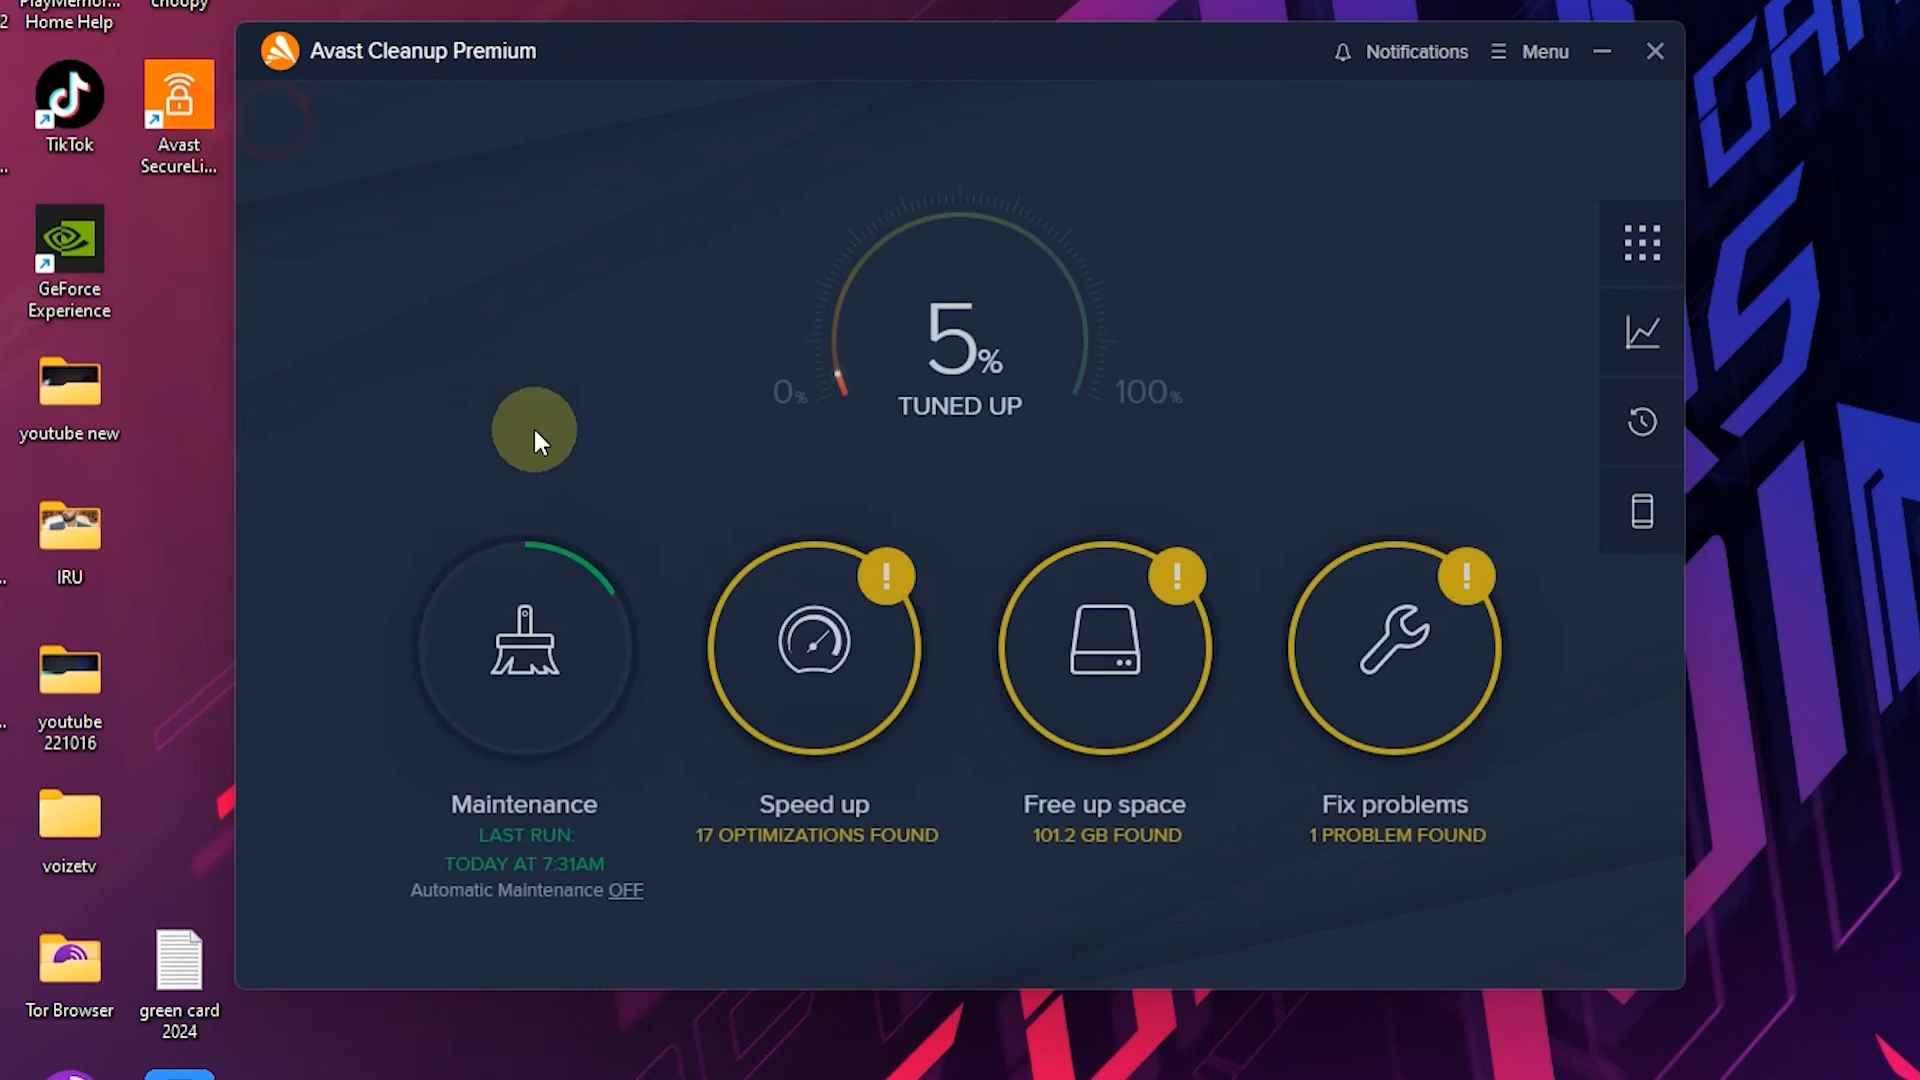 PlayMemor...
Home Help
TikTok
Avast
SecureLi...
GeForce
Experience
youtube new
IRU
youtube
221016
voizetv
Tor Browser
green card
2024
Avast Cleanup Premium
Notifications
Menu
5%
TUNED UP
0%
100%
Maintenance
LAST RUN:
TODAY AT 7:31AM
Automatic Maintenance OFF
Speed up
17 OPTIMIZATIONS FOUND
Free up space
101.2 GB FOUND
Fix problems
1 PROBLEM FOUND